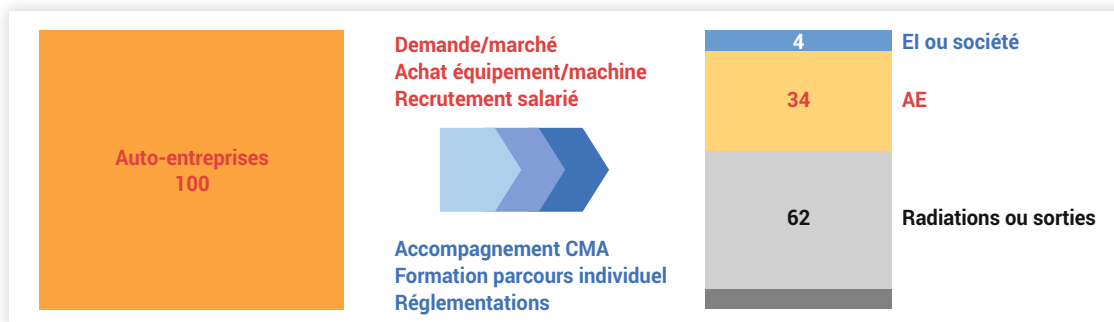 Auto-entreprises
100
Demande/marché
Achat équipement/machine
Recrutement salarié
Accompagnement CMA
Formation parcours individuel
Réglementations
4
EI ou société
34
AE
62
Radiations ou sorties